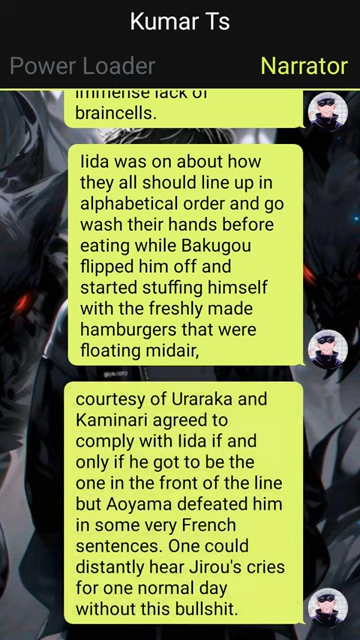 Kumar Ts
Power Loader
Narrator
immense lack of
braincells.
Iida was on about how
they all should line up in
alphabetical order and go
wash their hands before
eating while Bakugou
flipped him off and
started stuffing himself
with the freshly made
hamburgers that were
floating midair,
courtesy of Uraraka and
Kaminari agreed to
comply with Iida if and
only if he got to be the
one in the front of the line
but Aoyama defeated him
in some very French
sentences. One could
distantly hear Jirou's cries
for one normal day
without this bullshit.